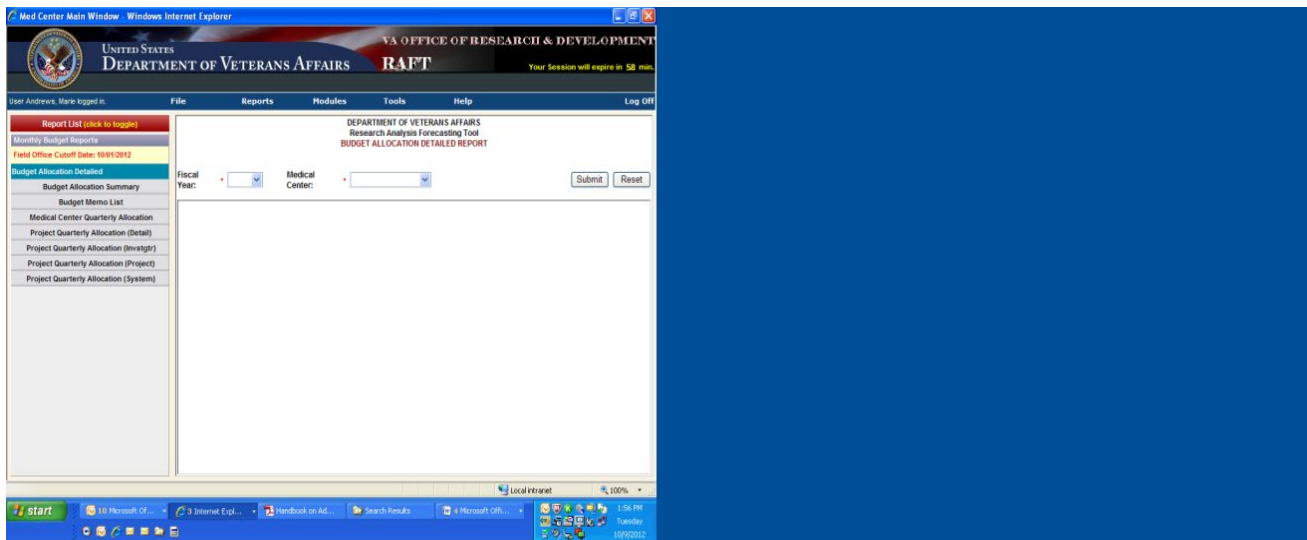 Med Center Main Window - Windows Internet Explorer
UNITED STATES
DEPARTMENT OF VETERANS AFFAIRS
VA OFFICE OF RESEARCH & DEVELOPMENT
RAFT
Your Session will expire in 58 min.
User Andrews, Marie logged in.
File Reports Modules Tools Help Log Off
Report List (click to toggle)
Monthly Budget Reports
Field Office Cutoff Date: 10/01/2012
Budget Allocation Detailed
Budget Allocation Summary
Budget Memo List
Medical Center Quarterly Allocation
Project Quarterly Allocation (Detail)
Project Quarterly Allocation (Invstgtr)
Project Quarterly Allocation (Project)
Project Quarterly Allocation (System)
DEPARTMENT OF VETERANS AFFAIRS
Research Analysis Forecasting Tool
BUDGET ALLOCATION DETAILED REPORT
Fiscal Year: *
Medical Center: *
Submit Reset
Local intranet 100%
start 10 Microsoft Of... 3 Internet Expl... Handbook on Ad... Search Results 4 Microsoft Offi...
1:56 PM
Tuesday
10/9/2012